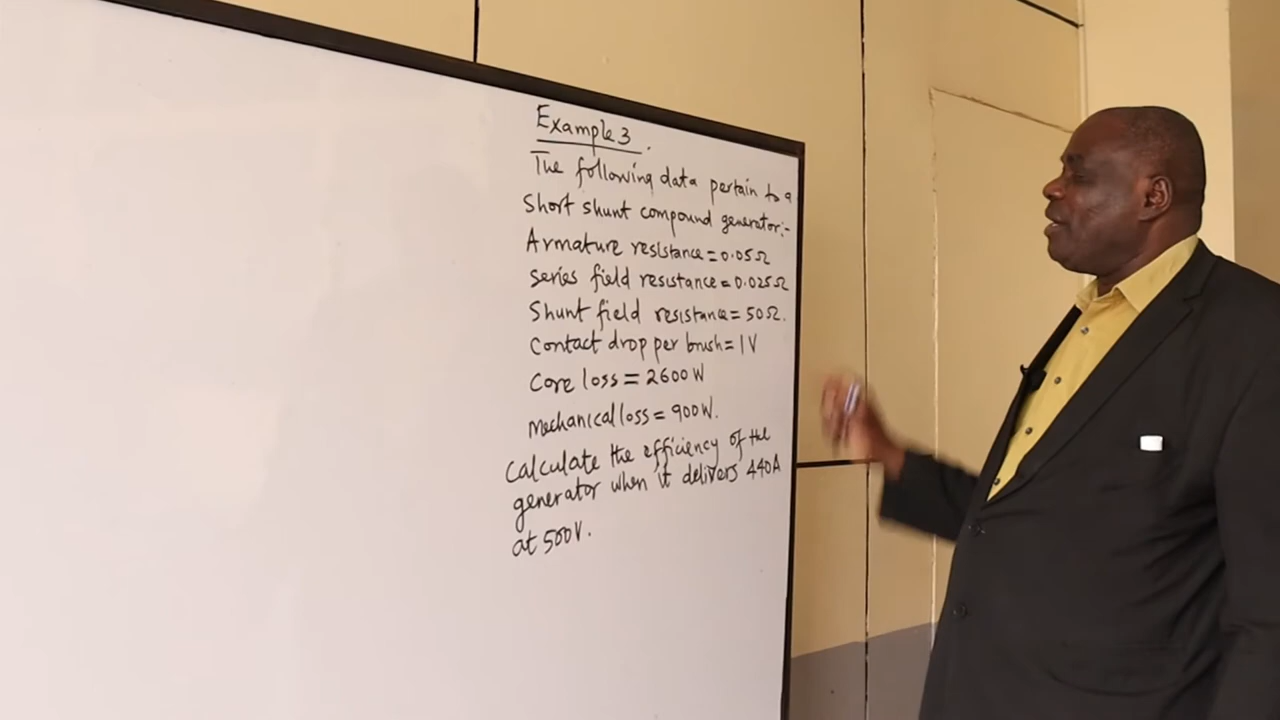 Example 3.
The following data pertain to a
Short shunt compound generator:-
Armature resistance = 0.05Ω
Series field resistance = 0.025Ω
Shunt field resistance = 50Ω.
Contact drop per brush = 1V
Core loss = 2600 W
Mechanical loss = 900W.
Calculate the efficiency of the
generator when it delivers 440A
at 500V.